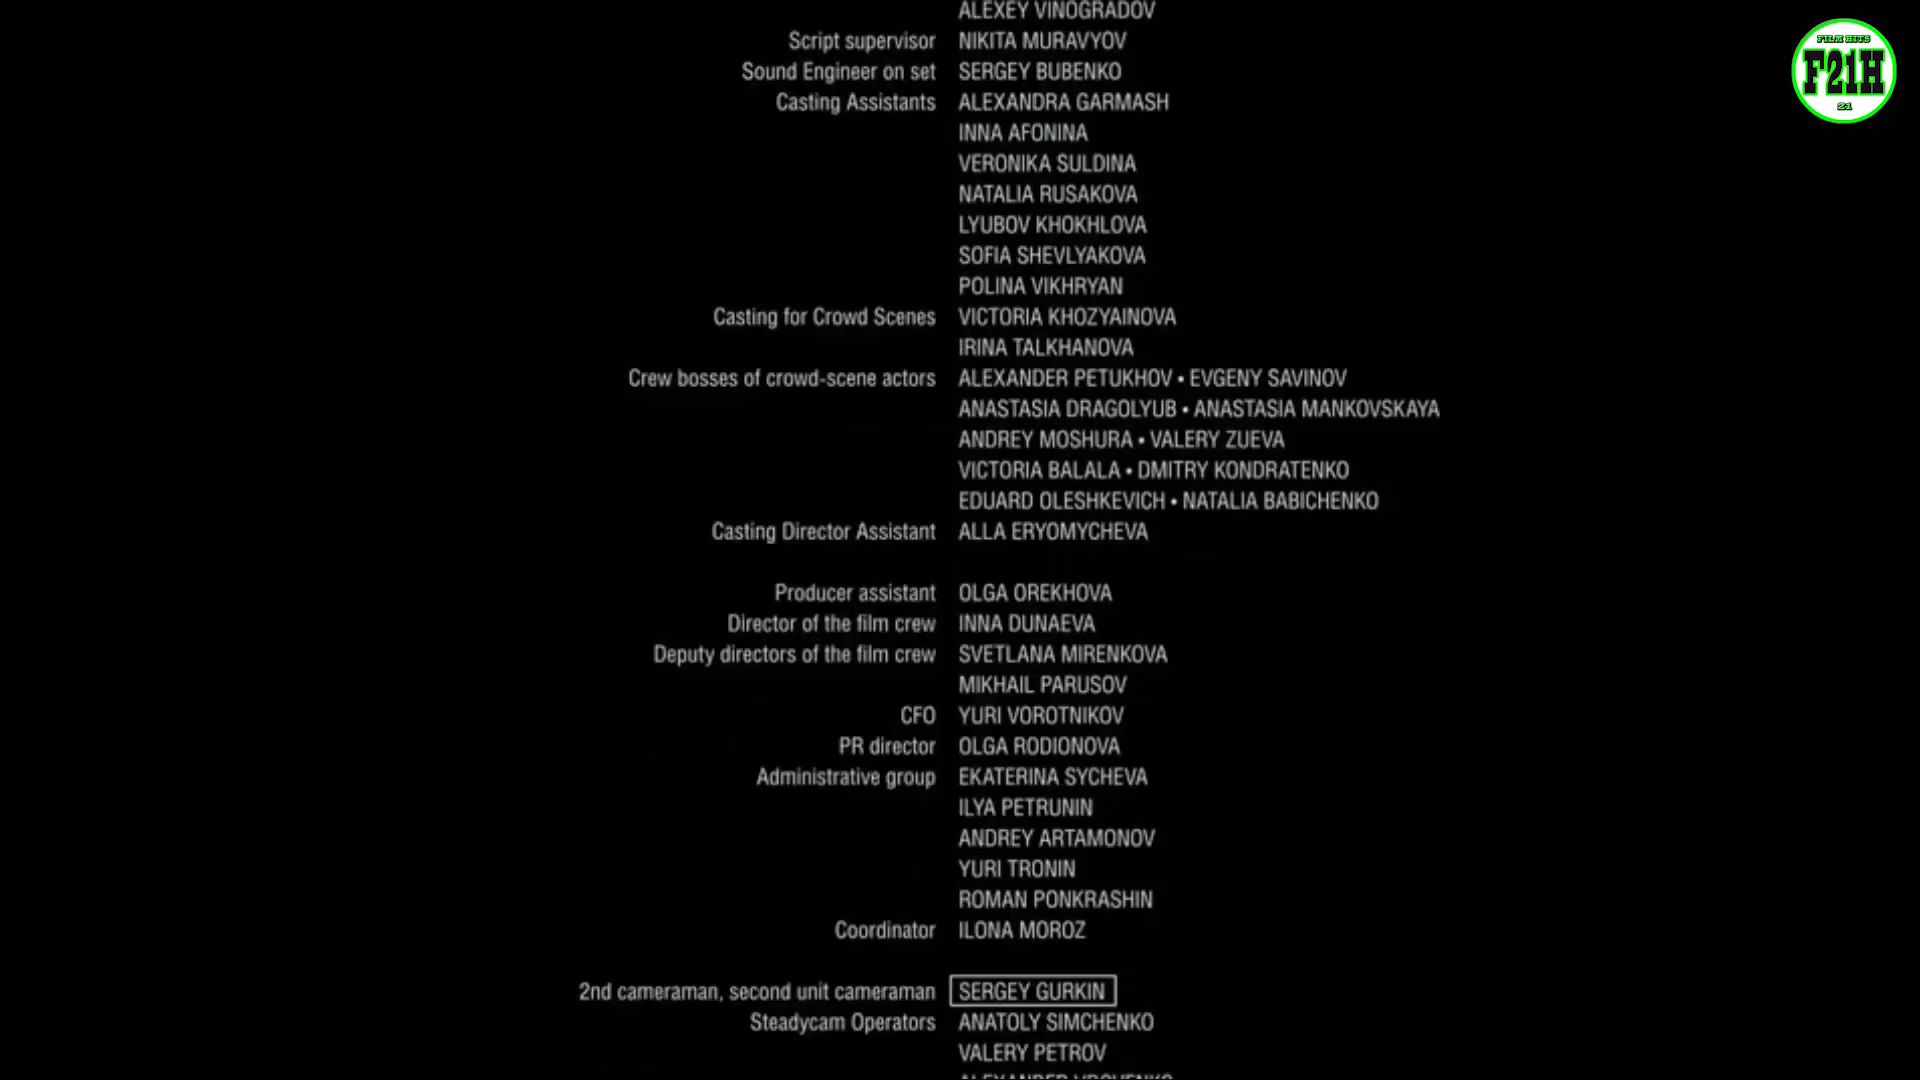 ALEXEY VINOGRADOV
Script supervisor NIKITA MURAVYOV
Sound Engineer on set SERGEY BUBENKO
Casting Assistants ALEXANDRA GARMASH
INNA AFONINA
VERONIKA SULDINA
NATALIA RUSAKOVA
LYUBOV KHOKHLOVA
SOFIA SHEVLYAKOVA
POLINA VIKHRYAN
Casting for Crowd Scenes VICTORIA KHOZYAINOVA
IRINA TALKHANOVA
Crew bosses of crowd-scene actors ALEXANDER PETUKHOV • EVGENY SAVINOV
ANASTASIA DRAGOLYUB • ANASTASIA MANKOVSKAYA
ANDREY MOSHURA • VALERY ZUEVA
VICTORIA BALALA • DMITRY KONDRATENKO
EDUARD OLESHKEVICH • NATALIA BABICHENKO
Casting Director Assistant ALLA ERYOMYCHEVA
Producer assistant OLGA OREKHOVA
Director of the film crew INNA DUNAEVA
Deputy directors of the film crew SVETLANA MIRENKOVA
MIKHAIL PARUSOV
CFO YURI VOROTNIKOV
PR director OLGA RODIONOVA
Administrative group EKATERINA SYCHEVA
ILYA PETRUNIN
ANDREY ARTAMONOV
YURI TRONIN
ROMAN PONKRASHIN
Coordinator ILONA MOROZ
2nd cameraman, second unit cameraman SERGEY GURKIN
Steadycam Operators ANATOLY SIMCHENKO
VALERY PETROV
FILM HITS
F21H
21